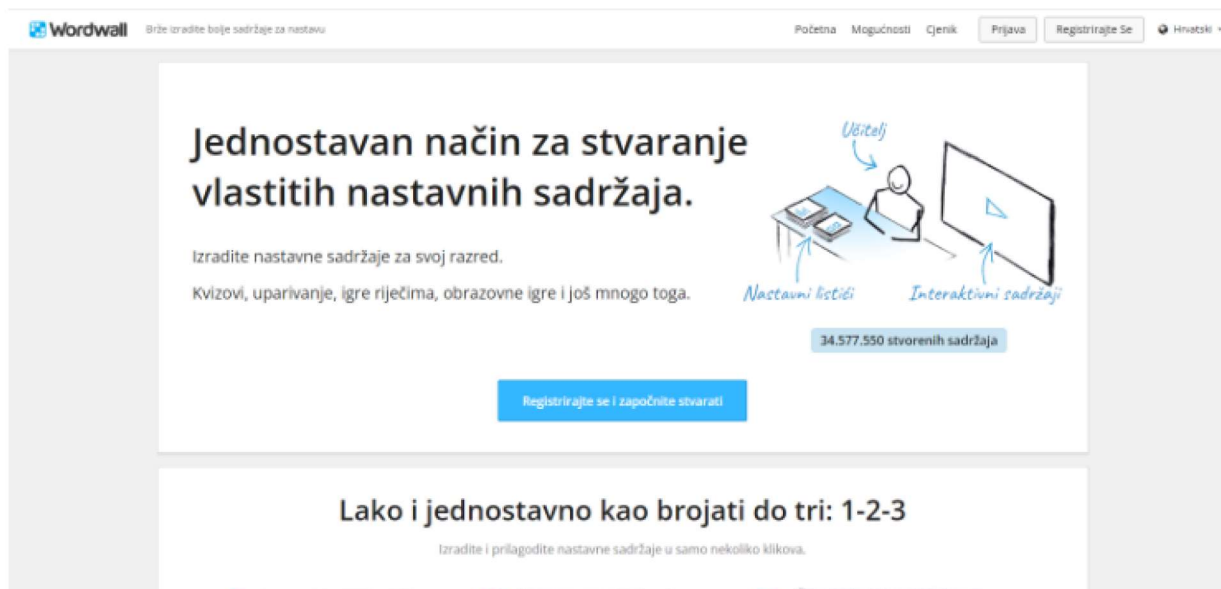 Wordwall Brže izradite bolje sadržaje za nastavu Početna Mogućnosti Cjenik Prijava Registrirajte Se Hrvatski
Jednostavan način za stvaranje
vlastitih nastavnih sadržaja.
Izradite nastavne sadržaje za svoj razred.
Kvizovi, uparivanje, igre riječima, obrazovne igre i još mnogo toga.
Učitelj
Nastavni listići
Interaktivni sadržaji
34.577.550 stvorenih sadržaja
Registrirajte se i započnite stvarati
Lako i jednostavno kao brojati do tri: 1-2-3
Izradite i prilagodite nastavne sadržaje u samo nekoliko klikova.